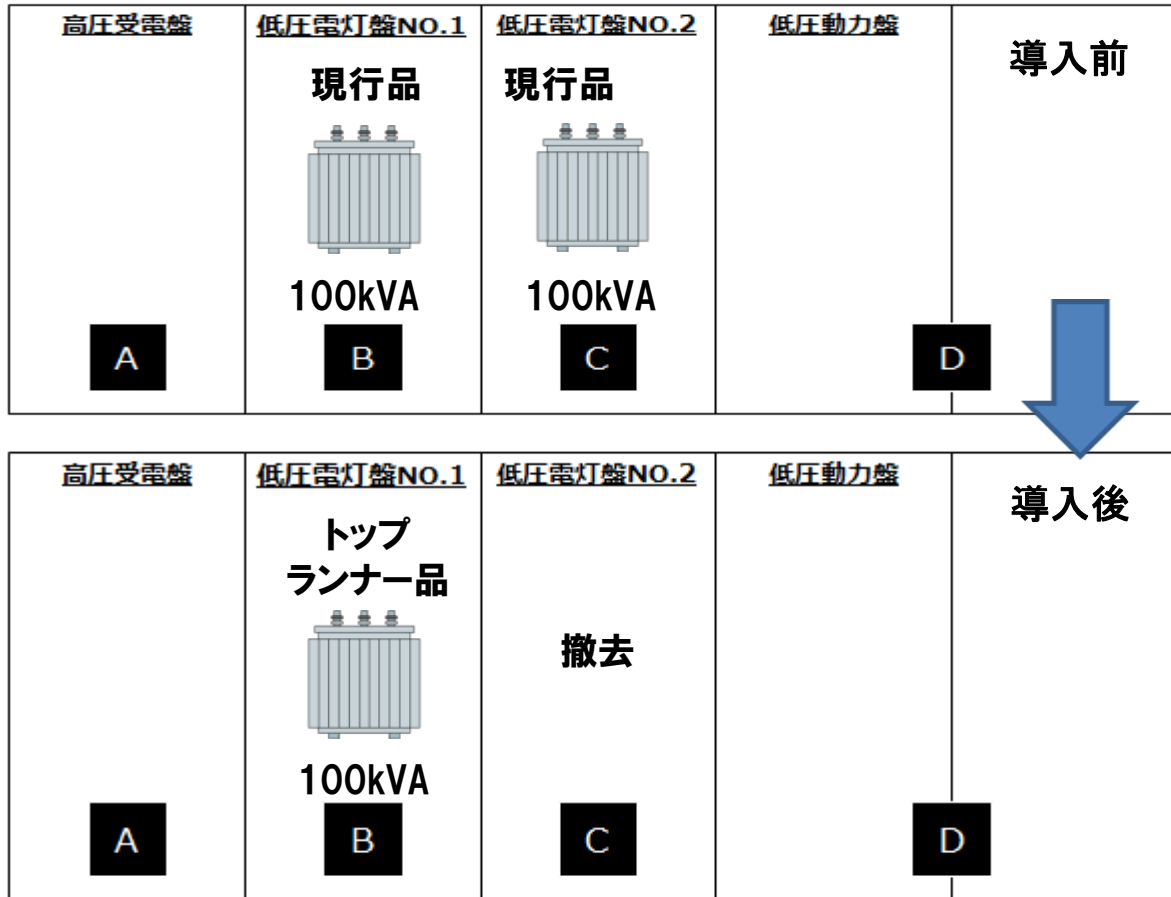 高圧受電盤
低圧電灯盤NO.1
低圧電灯盤NO.2
低圧動力盤
導入前
現行品
現行品
100kVA
100kVA
A
B
C
D
高圧受電盤
低圧電灯盤NO.1
低圧電灯盤NO.2
低圧動力盤
導入後
トップ
ランナー品
撤去
100kVA
A
B
C
D